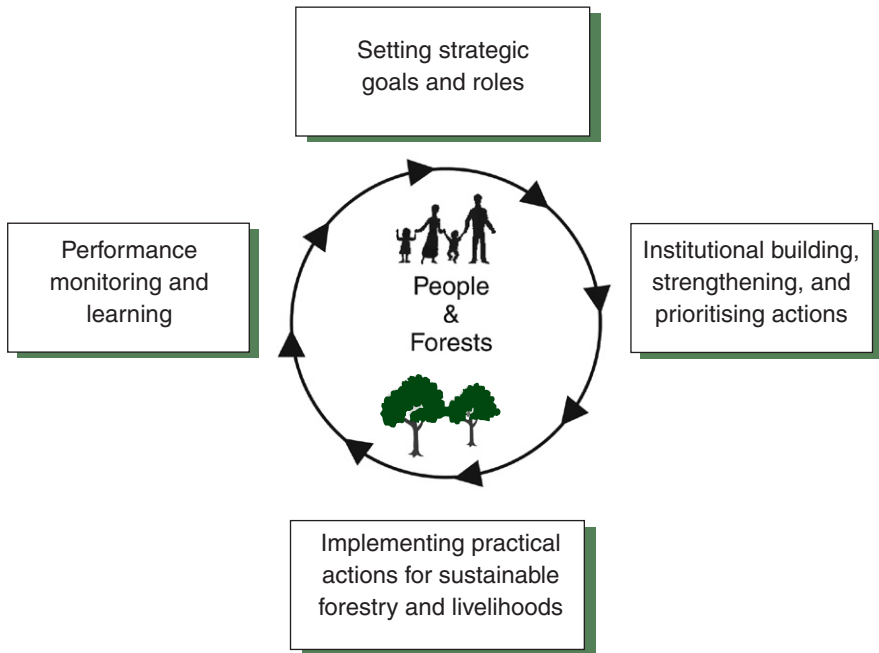 Setting strategic
goals and roles
Performance
monitoring and
learning
People
&
Forests
Institutional building,
strengthening, and
prioritising actions
Implementing practical
actions for sustainable
forestry and livelihoods